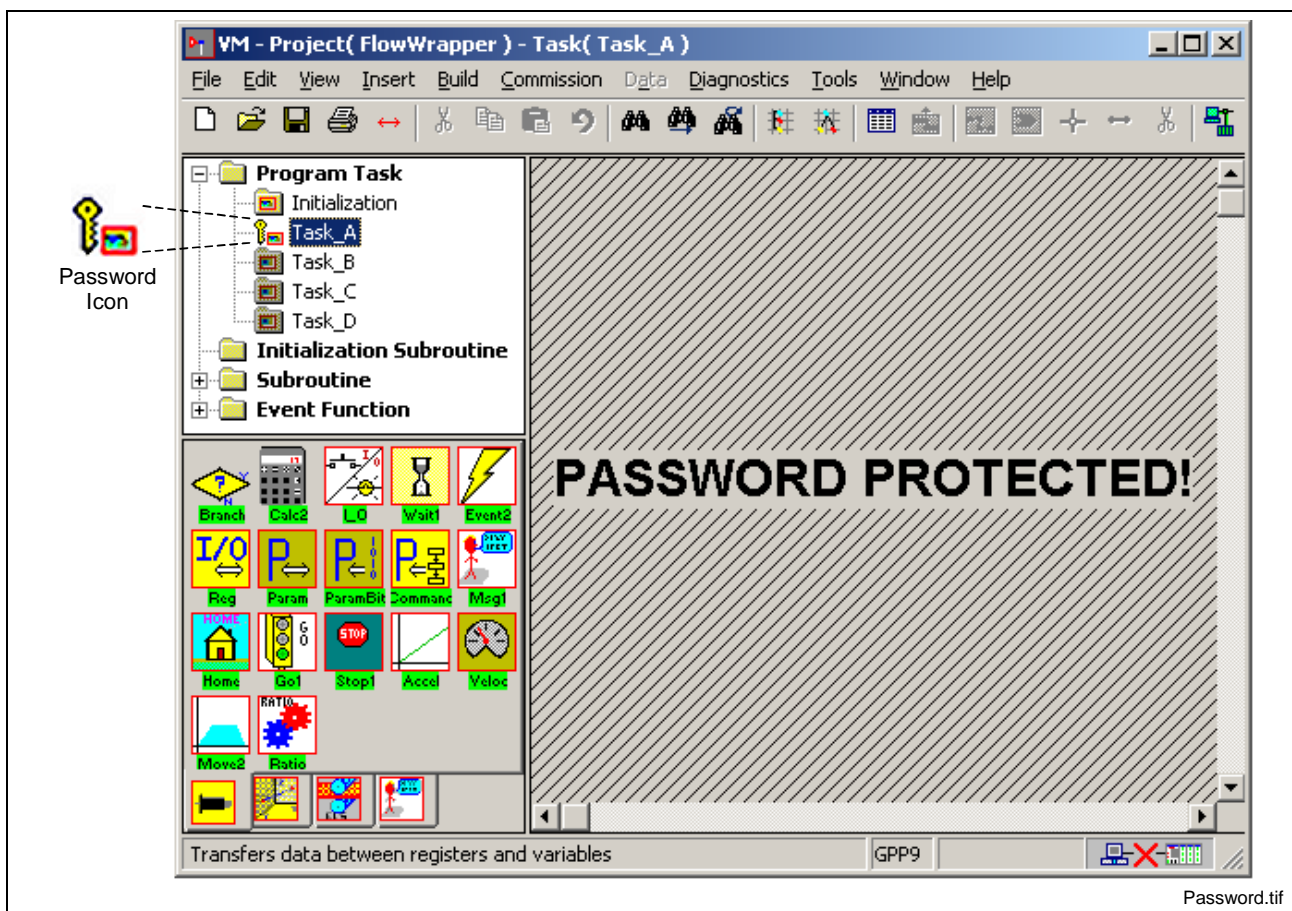 VM - Project( FlowWrapper ) - Task( Task_A )
File Edit View Insert Build Commission Data Diagnostics Tools Window Help
Program Task
Initialization
Task_A
Task_B
Task_C
Task_D
Initialization Subroutine
Subroutine
Event Function
Password
Icon
PASSWORD PROTECTED!
Branch Calc2 I_O Wait1 Event2
I/O P P P
Reg Param ParamBit Command Msg1
HOME GO STOP
Home Go1 Stop1 Accel Veloc
RATIO
Move2 Ratio
Transfers data between registers and variables GPP9
Password.tif